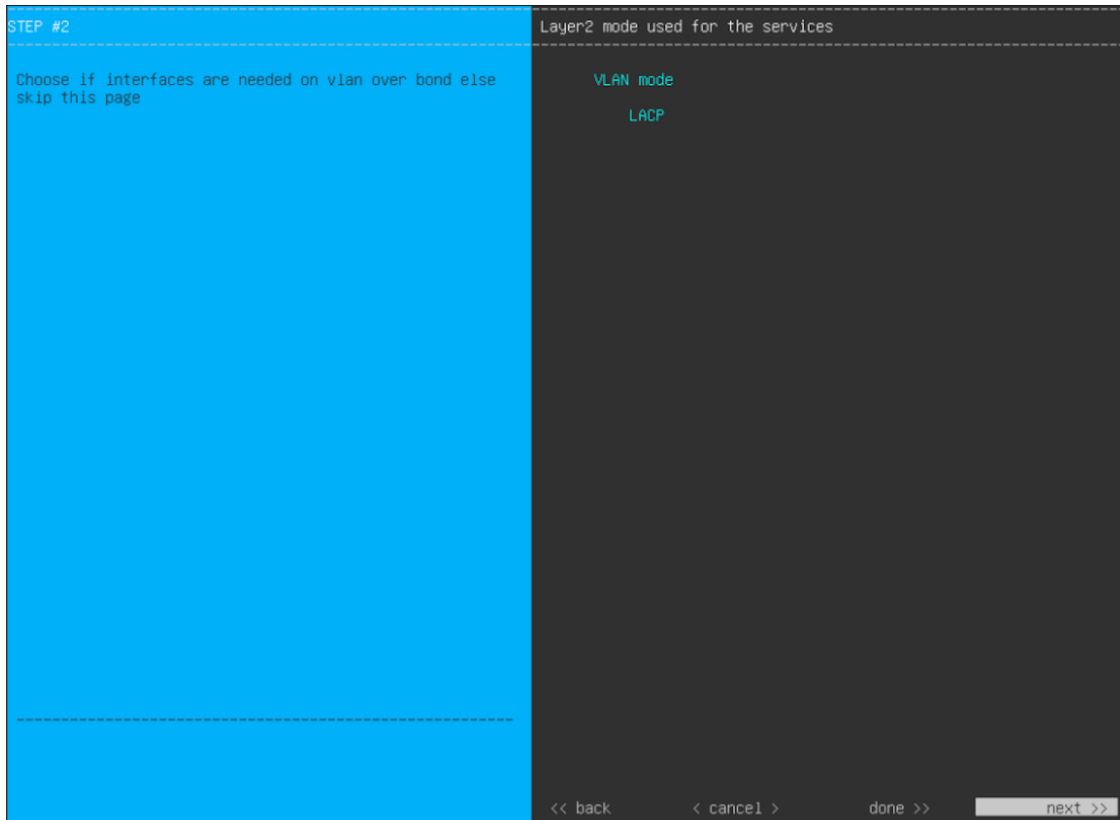 STEP #2
Choose if interfaces are needed on vlan over bond else
skip this page
Layer2 mode used for the services
VLAN mode
LACP
<< back < cancel > done >> next >>